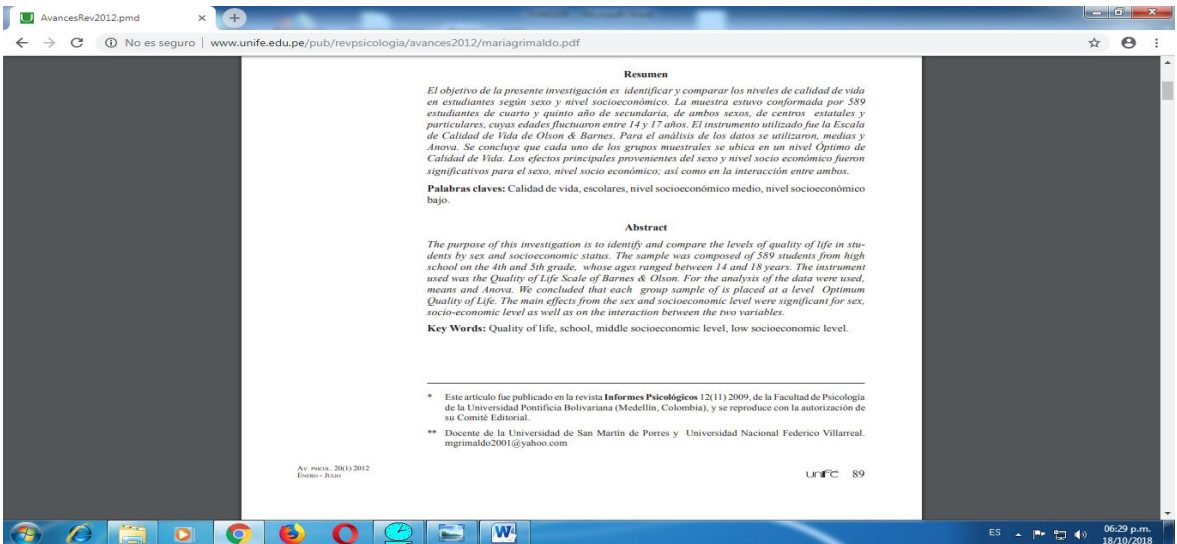 AvancesRev2012.pmd
No es seguro | www.unife.edu.pe/pub/revpsicologia/avances2012/mariagrimaldo.pdf
Resumen
El objetivo de la presente investigación es identificar y comparar los niveles de calidad de vida
en estudiantes según sexo y nivel socioeconómico. La muestra estuvo conformada por 589
estudiantes de cuarto y quinto año de secundaria, de ambos sexos, de centros estatales y
particulares, cuyas edades fluctuaron entre 14 y 17 años. El instrumento utilizado fue la Escala
de Calidad de Vida de Olson & Barnes. Para el análisis de los datos se utilizaron, medias y
Anova. Se concluye que cada uno de los grupos muestrales se ubica en un nivel Óptimo de
Calidad de Vida. Los efectos principales provenientes del sexo y nivel socio económico fueron
significativos para el sexo, nivel socio económico; así como en la interacción entre ambos.
Palabras claves: Calidad de vida, escolares, nivel socioeconómico medio, nivel socioeconómico
bajo.
Abstract
The purpose of this investigation is to identify and compare the levels of quality of life in stu-
dents by sex and socioeconomic status. The sample was composed of 589 students from high
school on the 4th and 5th grade, whose ages ranged between 14 and 18 years. The instrument
used was the Quality of Life Scale of Barnes & Olson. For the analysis of the data were used,
means and Anova. We concluded that each group sample of is placed at a level Optimum
Quality of Life. The main effects from the sex and socioeconomic level were significant for sex,
socio-economic level as well as on the interaction between the two variables.
Key Words: Quality of life, school, middle socioeconomic level, low socioeconomic level.
* Este artículo fue publicado en la revista Informes Psicológicos 12(11) 2009, de la Facultad de Psicología
de la Universidad Pontificia Bolivariana (Medellín, Colombia), y se reproduce con la autorización de
su Comité Editorial.
** Docente de la Universidad de San Martín de Porres y Universidad Nacional Federico Villarreal.
mgrimaldo2001@yahoo.com
Av. psicol. 20(1) 2012
Enero - Julio
unifé 89
ES
06:29 p.m.
18/10/2018